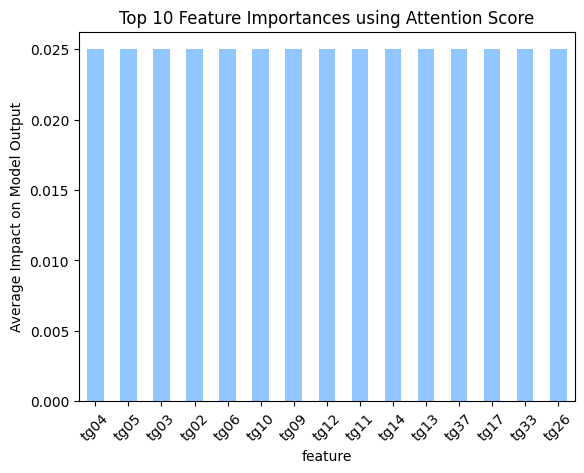 Top 10 Feature Importances using Attention Score
Average Impact on Model Output
0.025
0.020
0.015
0.010
0.005
0.000
tg04 tg05 tg03 tg02 tg06 tg10 tg09 tg12 tg11 tg14 tg13 tg37 tg17 tg33 tg26
feature